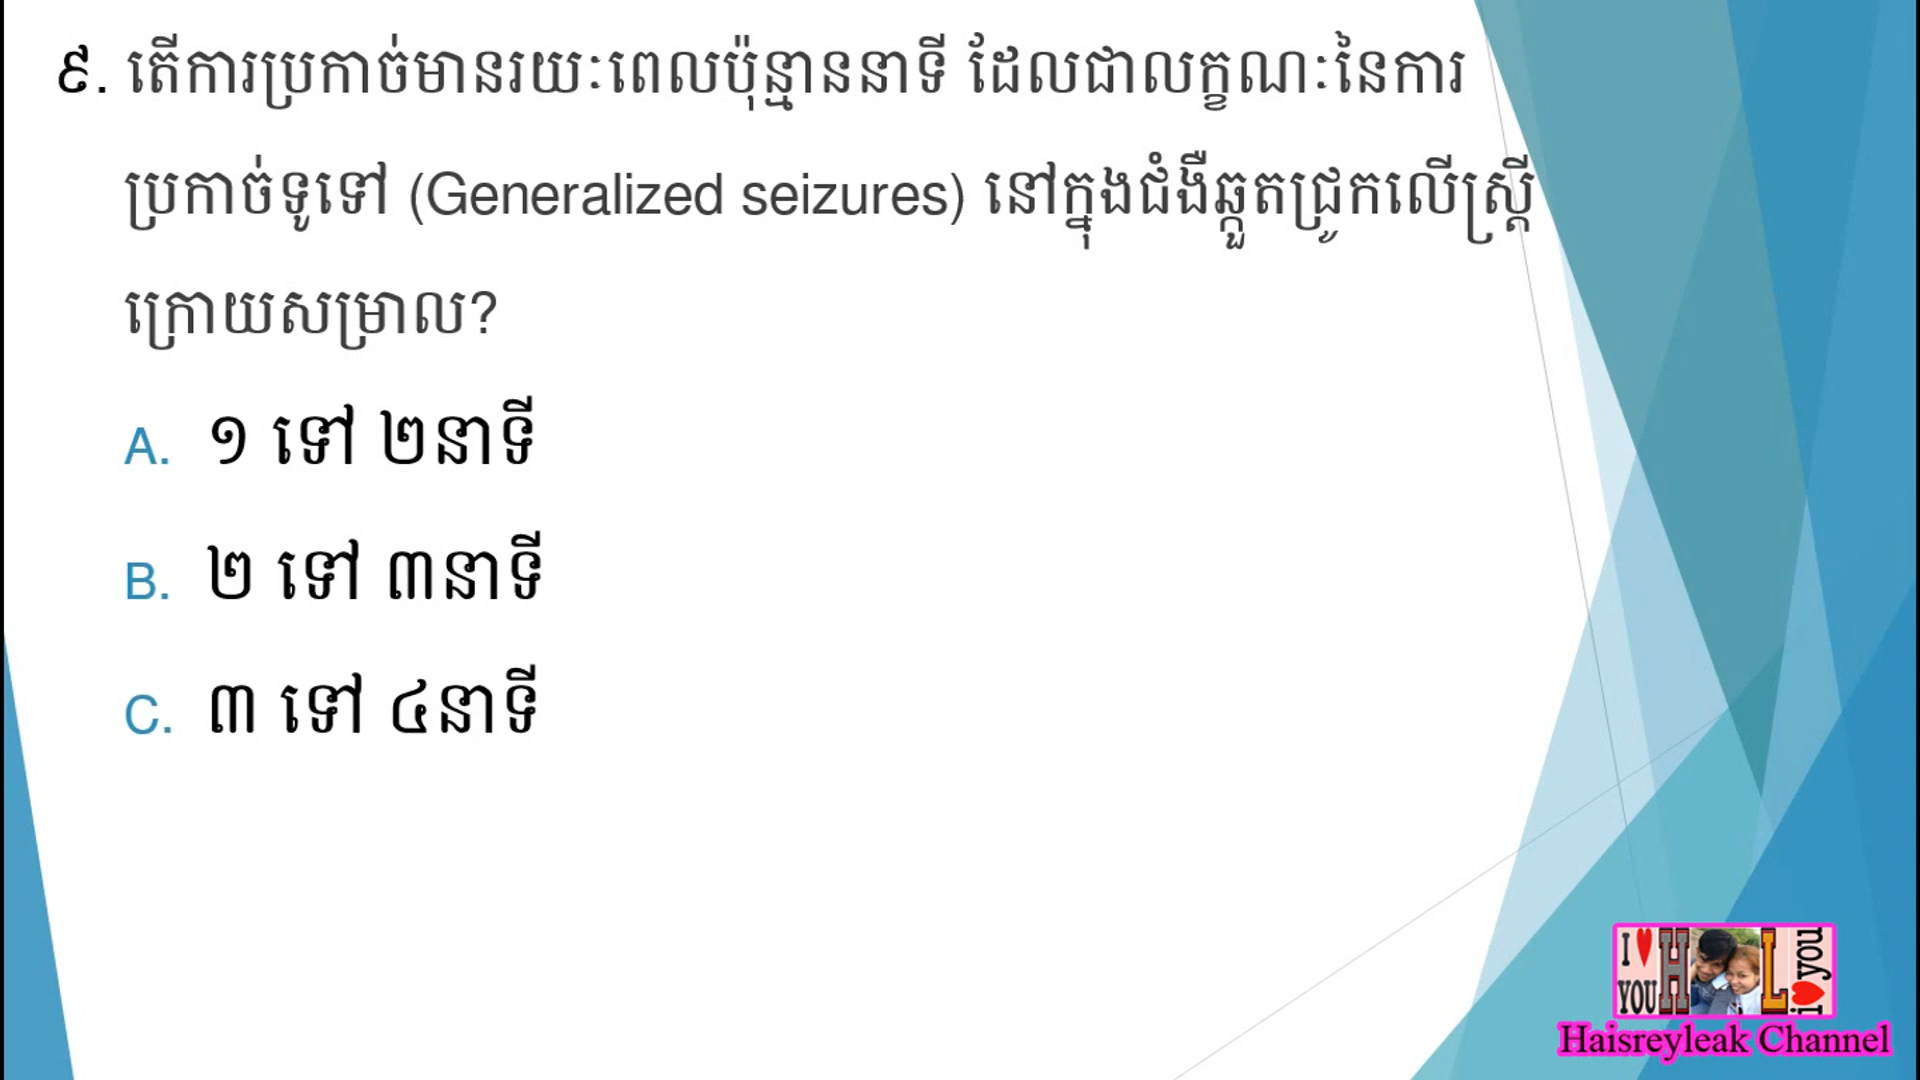 ៩. តើការប្រកាច់មានរយៈពេលប៉ុន្មាននាទី ដែលជាលក្ខណៈនៃការ
ប្រកាច់ទូទៅ (Generalized seizures) នៅក្នុងជំងឺឆ្កួតជ្រូកលើស្ត្រី
ក្រោយសម្រាល?
A. ១ ទៅ ២នាទី
B. ២ ទៅ ៣នាទី
C. ៣ ទៅ ៤នាទី
I ♥ YOU H L i ♥ you
Haisreyleak Channel